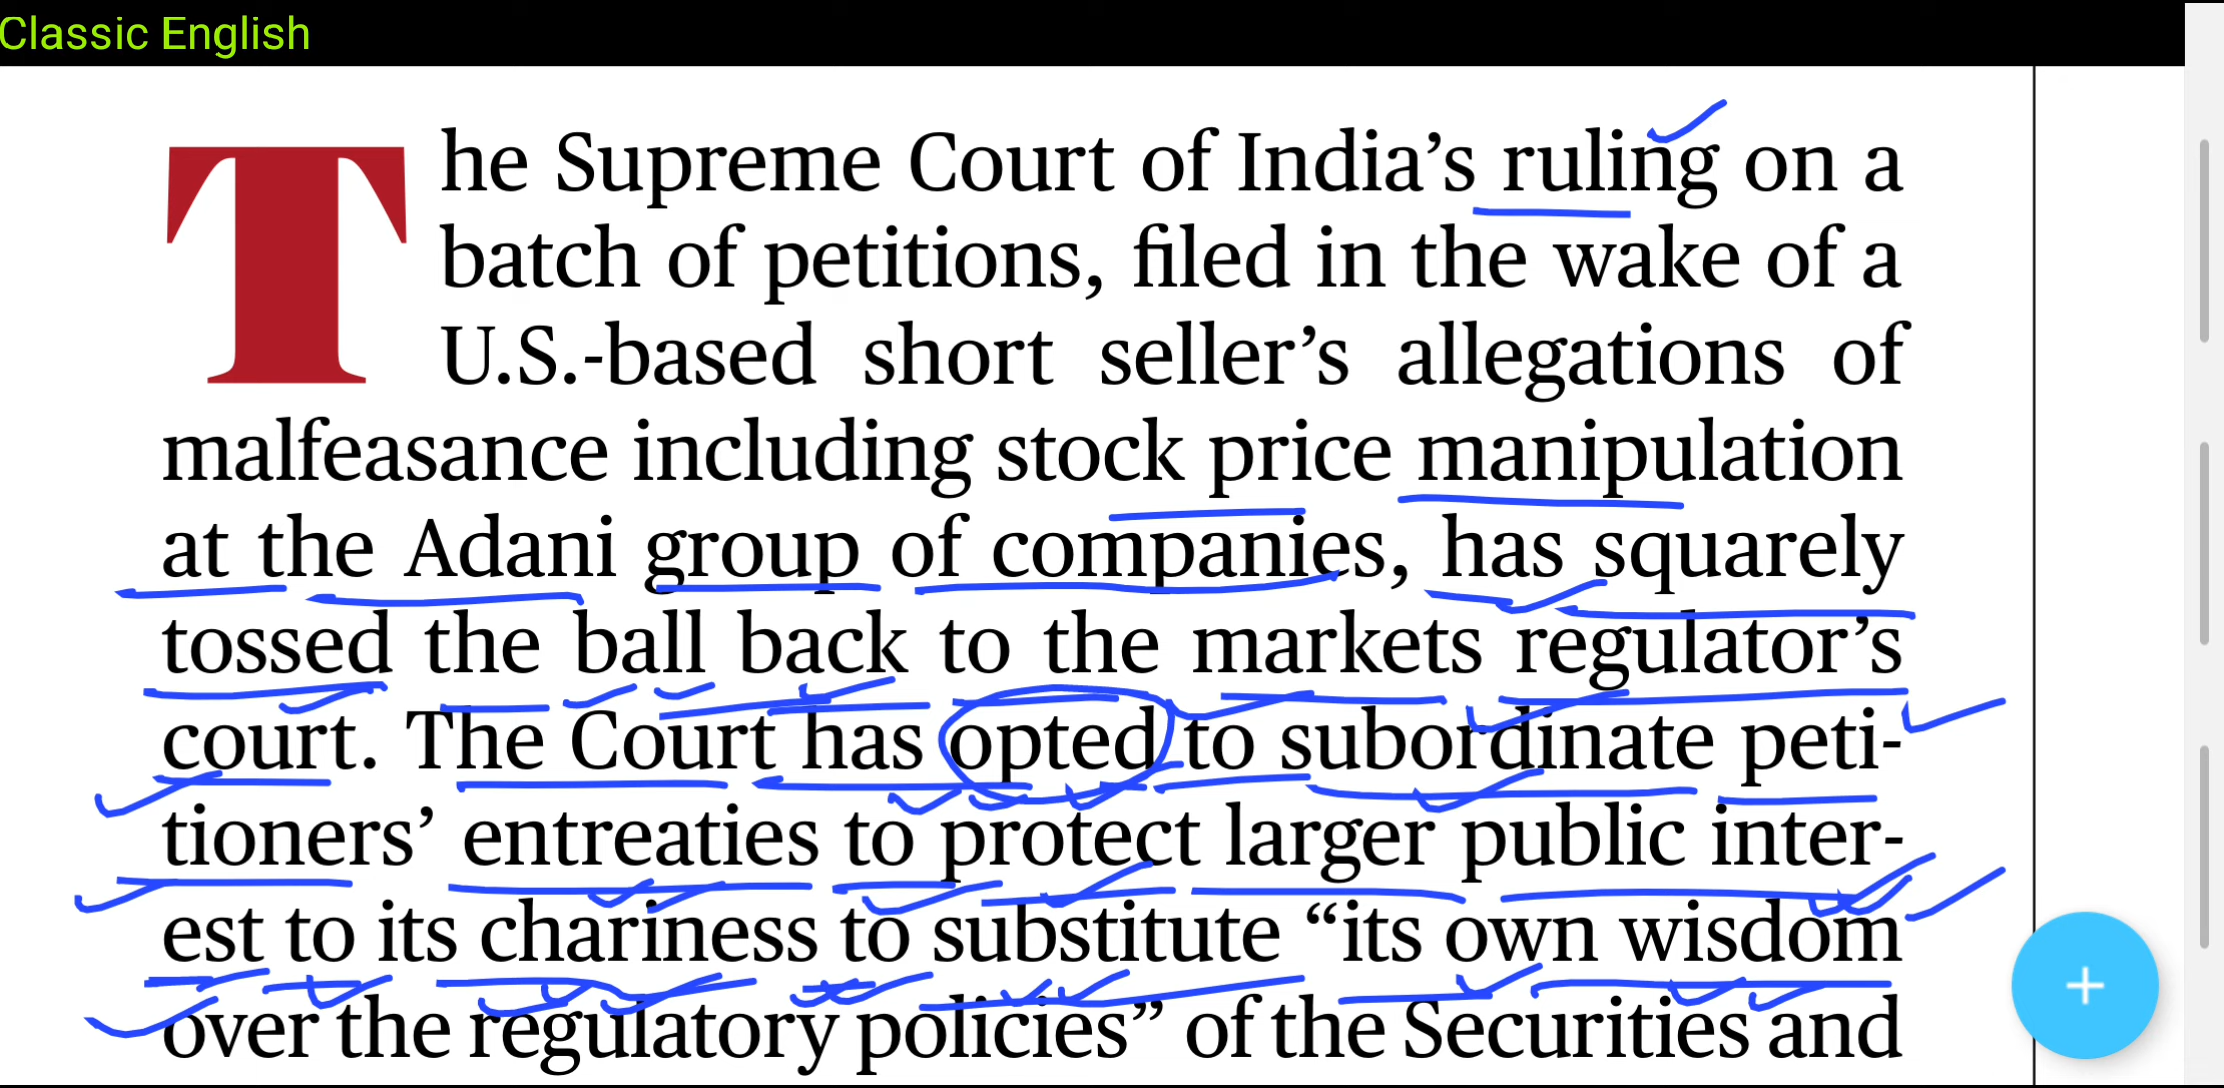 Classic English
The Supreme Court of India’s ruling on a
batch of petitions, filed in the wake of a
U.S.-based short seller’s allegations of
malfeasance including stock price manipulation
at the Adani group of companies, has squarely
tossed the ball back to the markets regulator’s
court. The Court has opted to subordinate peti-
tioners’ entreaties to protect larger public inter-
est to its chariness to substitute “its own wisdom
over the regulatory policies” of the Securities and
+